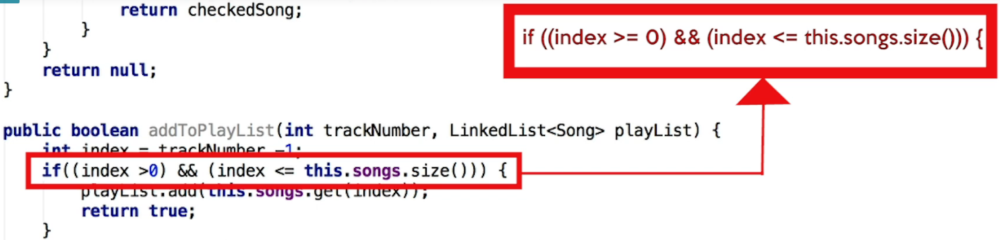 return checkedSong;
}
}
return null;
}
if ((index >= 0) && (index <= this.songs.size())) {
public boolean addToPlayList(int trackNumber, LinkedList<Song> playList) {
int index = trackNumber -1;
if((index >0) && (index <= this.songs.size())) {
playList.add(this.songs.get(index));
return true;
}